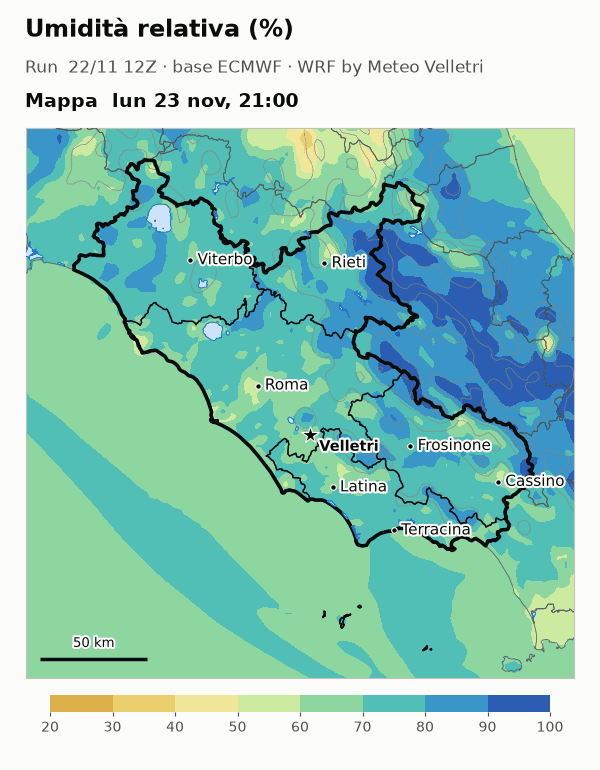 Umidità relativa (%)
Run  22/11 12Z · base ECMWF · WRF by Meteo Velletri
Mappa  lun 23 nov, 21:00
Viterbo
Rieti
Roma
Velletri
Frosinone
Latina
Cassino
Terracina
50 km
20 30 40 50 60 70 80 90 100